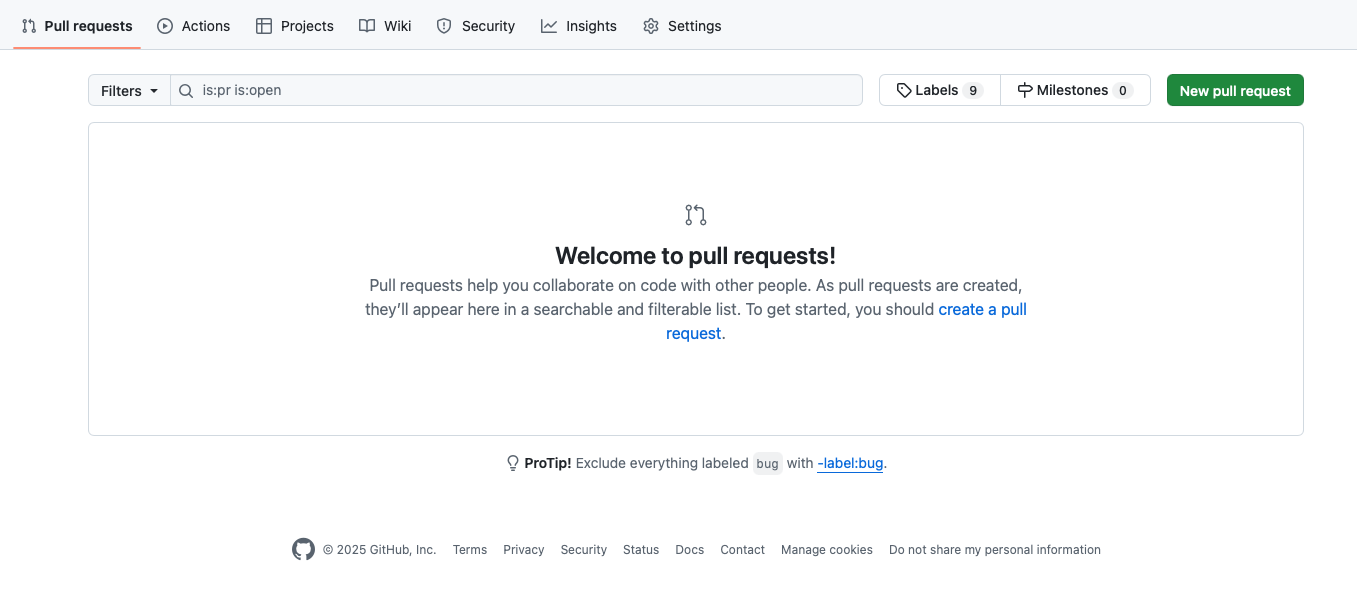 Pull requests Actions Projects Wiki Security Insights Settings
Filters is:pr is:open Labels 9 Milestones 0 New pull request
Welcome to pull requests!
Pull requests help you collaborate on code with other people. As pull requests are created,
they’ll appear here in a searchable and filterable list. To get started, you should create a pull
request.
ProTip! Exclude everything labeled bug with -label:bug.
© 2025 GitHub, Inc. Terms Privacy Security Status Docs Contact Manage cookies Do not share my personal information